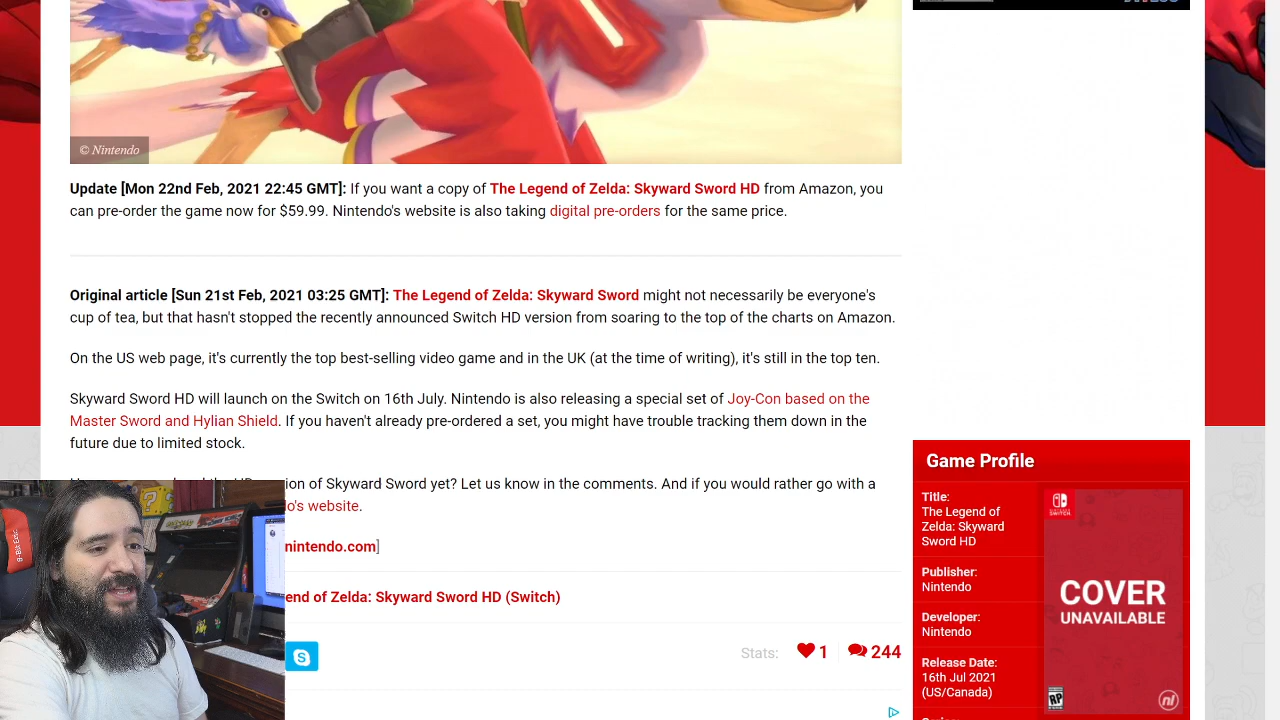 © Nintendo
Update [Mon 22nd Feb, 2021 22:45 GMT]: If you want a copy of The Legend of Zelda: Skyward Sword HD from Amazon, you
can pre-order the game now for $59.99. Nintendo's website is also taking digital pre-orders for the same price.
Original article [Sun 21st Feb, 2021 03:25 GMT]: The Legend of Zelda: Skyward Sword might not necessarily be everyone's
cup of tea, but that hasn't stopped the recently announced Switch HD version from soaring to the top of the charts on Amazon.
On the US web page, it's currently the top best-selling video game and in the UK (at the time of writing), it's still in the top ten.
Skyward Sword HD will launch on the Switch on 16th July. Nintendo is also releasing a special set of Joy-Con based on the
Master Sword and Hylian Shield. If you haven't already pre-ordered a set, you might have trouble tracking them down in the
future due to limited stock.
of Skyward Sword yet? Let us know in the comments. And if you would rather go with a
website.
nintendo.com]
of Zelda: Skyward Sword HD (Switch)
Stats: 1 244
Game Profile
Title:
The Legend of
Zelda: Skyward
Sword HD
Publisher:
Nintendo
Developer:
Nintendo
Release Date:
16th Jul 2021
(US/Canada)
NINTENDO
SWITCH
COVER
UNAVAILABLE
RP
nl